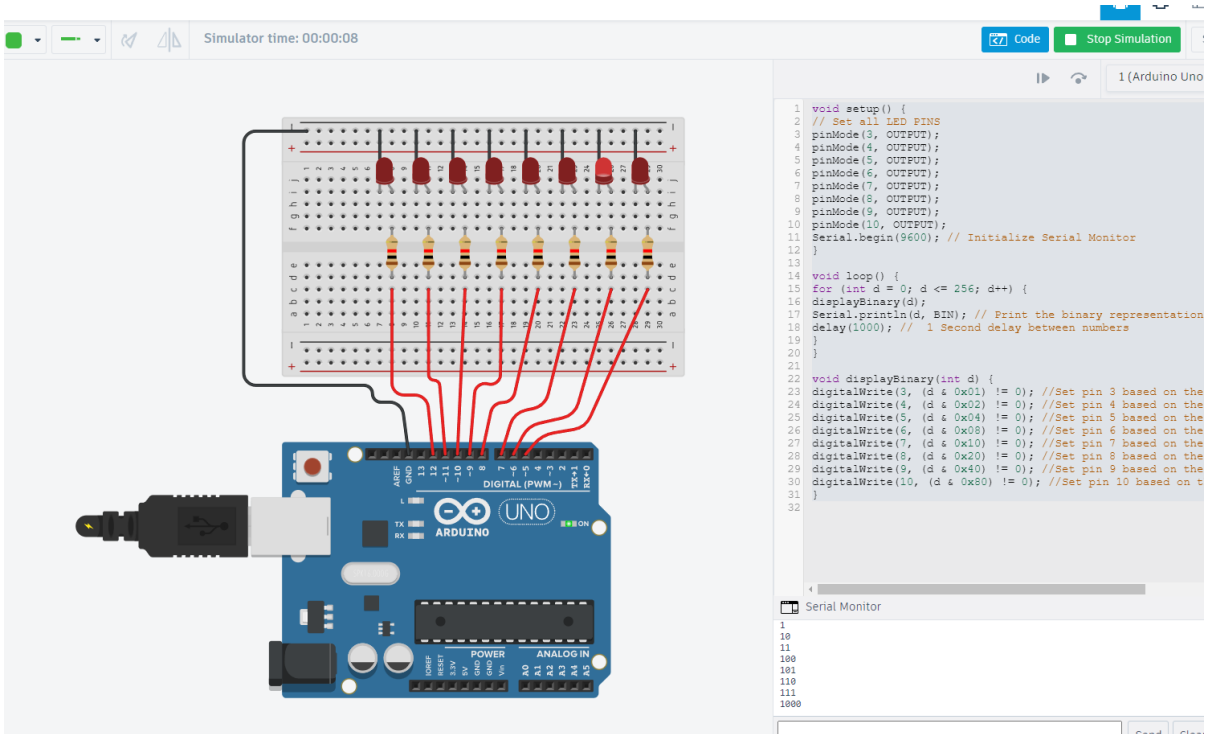 Simulator time: 00:00:08
Code
Stop Simulation
1 (Arduino Uno
1 void setup() {
2 // Set all LED PINS
3 pinMode(3, OUTPUT);
4 pinMode(4, OUTPUT);
5 pinMode(5, OUTPUT);
6 pinMode(6, OUTPUT);
7 pinMode(7, OUTPUT);
8 pinMode(8, OUTPUT);
9 pinMode(9, OUTPUT);
10 pinMode(10, OUTPUT);
11 Serial.begin(9600); // Initialize Serial Monitor
12 }
13
14 void loop() {
15 for (int d = 0; d <= 256; d++) {
16 displayBinary(d);
17 Serial.println(d, BIN); // Print the binary representation
18 delay(1000); // 1 Second delay between numbers
19 }
20 }
21
22 void displayBinary(int d) {
23 digitalWrite(3, (d & 0x01) != 0); //Set pin 3 based on the
24 digitalWrite(4, (d & 0x02) != 0); //Set pin 4 based on the
25 digitalWrite(5, (d & 0x04) != 0); //Set pin 5 based on the
26 digitalWrite(6, (d & 0x08) != 0); //Set pin 6 based on the
27 digitalWrite(7, (d & 0x10) != 0); //Set pin 7 based on the
28 digitalWrite(8, (d & 0x20) != 0); //Set pin 8 based on the
29 digitalWrite(9, (d & 0x40) != 0); //Set pin 9 based on the
30 digitalWrite(10, (d & 0x80) != 0); //Set pin 10 based on t
31 }
32
Serial Monitor
1
10
11
100
101
110
111
1000
AREF
GND
13
12
~11
~10
~9
8
7
~6
~5
4
~3
2
TX→1
RX←0
DIGITAL (PWM~)
L
TX
RX
ARDUINO
UNO
ON
IOREF
RESET
3.3V
5V
GND
GND
Vin
POWER
ANALOG IN
A0
A1
A2
A3
A4
A5